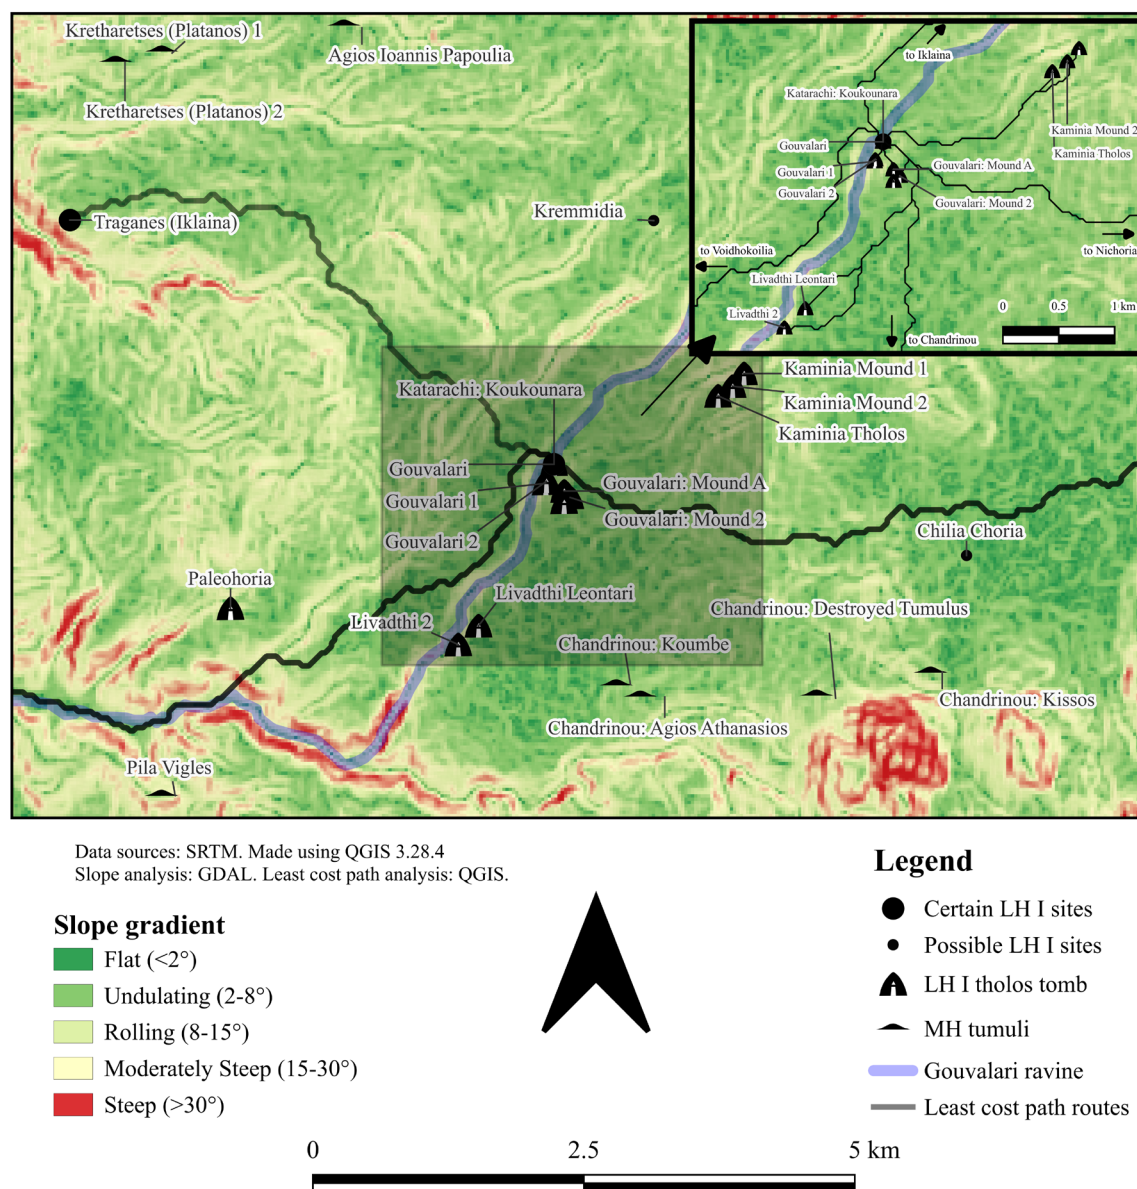 Kretharetses (Platanos) 1
Agios Ioannis Papoulia
Kretharetses (Platanos) 2
Traganes (Iklaina)
Kremmidia
to Iklaina
Katarachi: Koukounara
Kaminia Mound 2
Gouvalari
Kaminia Tholos
Gouvalari: Mound A
Gouvalari 1
Gouvalari 2
Gouvalari: Mound 2
to Voidhokoilia
to Nichoria
Livadthi Leontari
Livadthi 2
0 0.5 1 km
to Chandrinou
Kaminia Mound 1
Katarachi: Koukounara
Kaminia Mound 2
Kaminia Tholos
Gouvalari
Gouvalari: Mound A
Gouvalari 1
Gouvalari: Mound 2
Gouvalari 2
Chilia Choria
Paleohoria
Livadthi Leontari
Livadthi 2
Chandrinou: Destroyed Tumulus
Chandrinou: Koumbe
Chandrinou: Kissos
Chandrinou: Agios Athanasios
Pila Vigles
Data sources: SRTM. Made using QGIS 3.28.4
Slope analysis: GDAL. Least cost path analysis: QGIS.
Slope gradient
Flat (<2°)
Undulating (2-8°)
Rolling (8-15°)
Moderately Steep (15-30°)
Steep (>30°)
Legend
Certain LH I sites
Possible LH I sites
LH I tholos tomb
MH tumuli
Gouvalari ravine
Least cost path routes
0 2.5 5 km